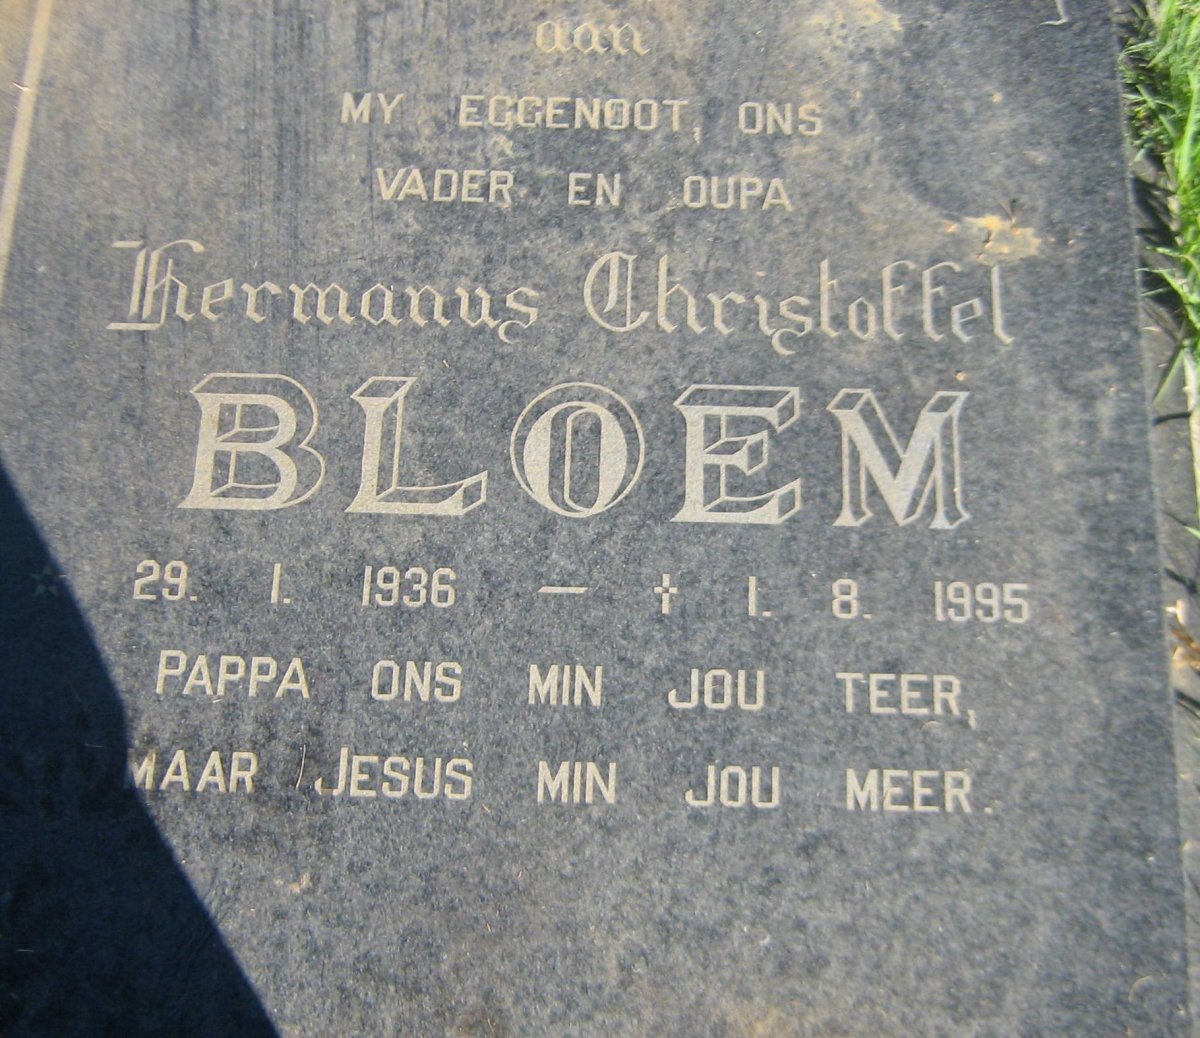 aan
MY EGGENOOT, ONS
VADER EN OUPA
Hermanus Christoffel
BLOEM
29. 1. 1936 — † 1. 8. 1995
PAPPA ONS MIN JOU TEER,
MAAR JESUS MIN JOU MEER.